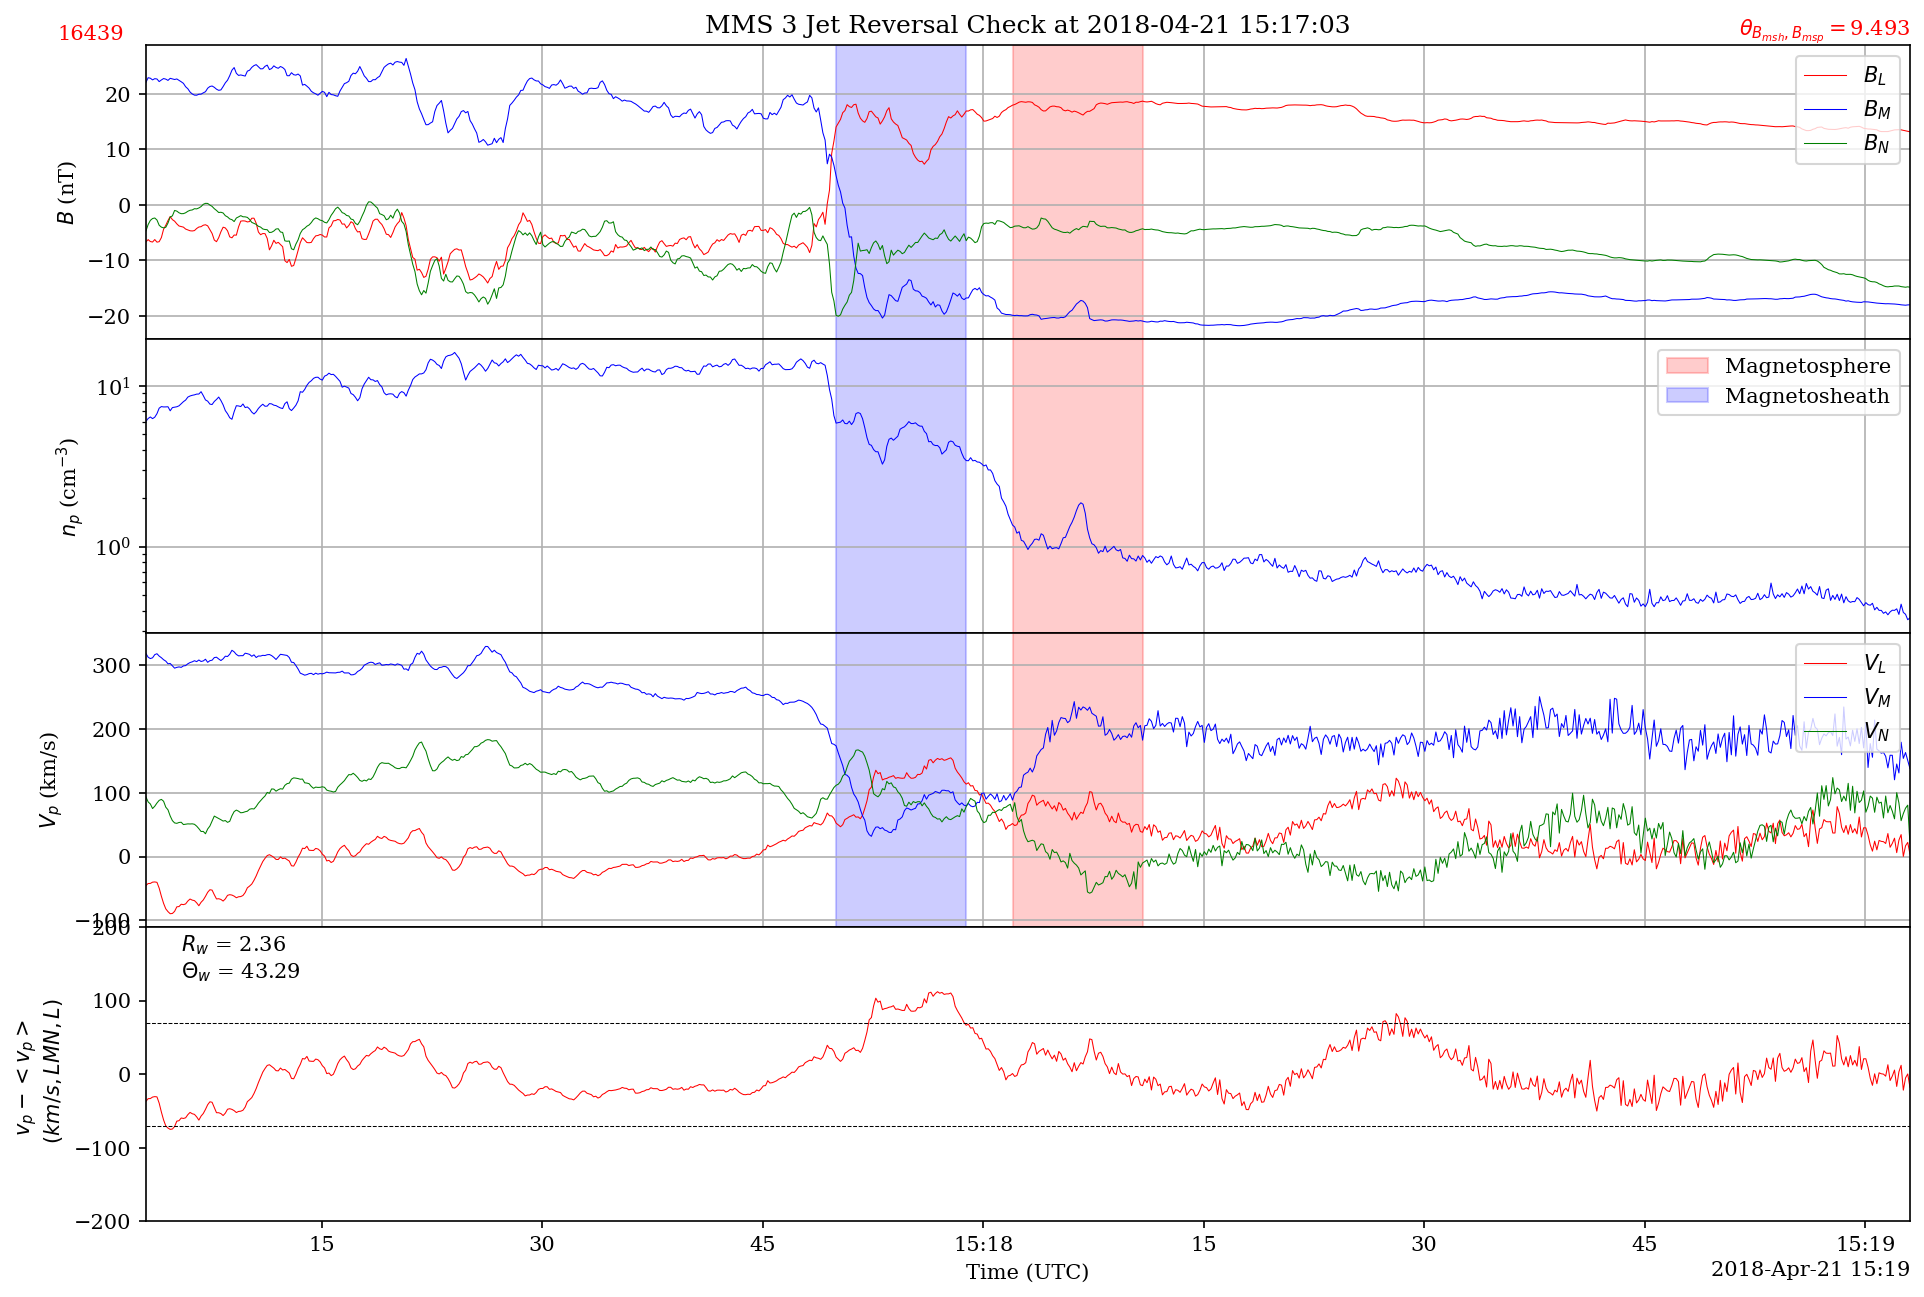 MMS 3 Jet Reversal Check at 2018-04-21 15:17:03
16439
θ_{B_{msh}, B_{msp}} = 9.493
20
10
0
−10
−20
B (nT)
B_L
B_M
B_N
10^1
10^0
n_p (cm^{−3})
Magnetosphere
Magnetosheath
300
200
100
0
−100
V_p (km/s)
V_L
V_M
V_N
200
100
0
−100
−200
v_p − < v_p >
(km/s, LMN, L)
R_w = 2.36
Θ_w = 43.29
15
30
45
15:18
15
30
45
15:19
Time (UTC)
2018-Apr-21 15:19